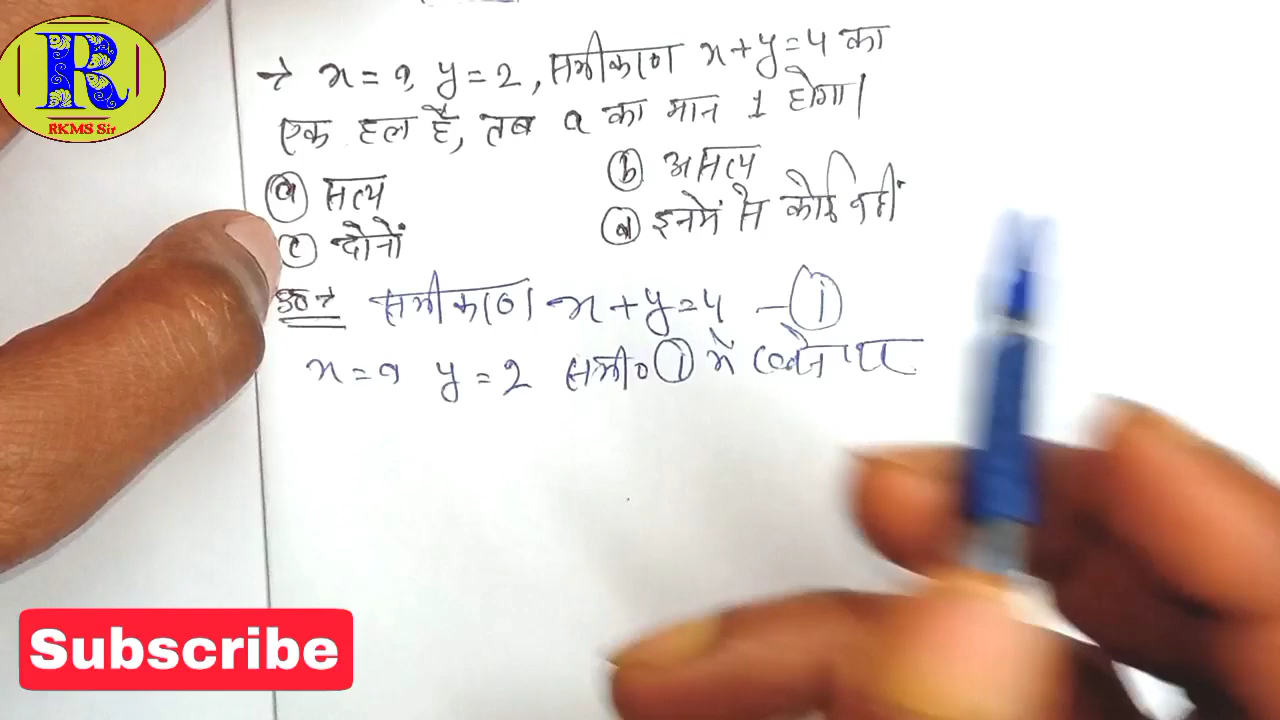 R
RKMS Sir
→ x = a, y = 2, समीकरण x + y = 4 का
एक हल है, तब a का मान 1 होगा।
(a) सत्य (b) असत्य
(c) दोनों (d) इनमें से कोई नहीं
उ० → समीकरण x + y = 4 — (1)
x = a y = 2 समी० (1) में रखने पर
Subscribe